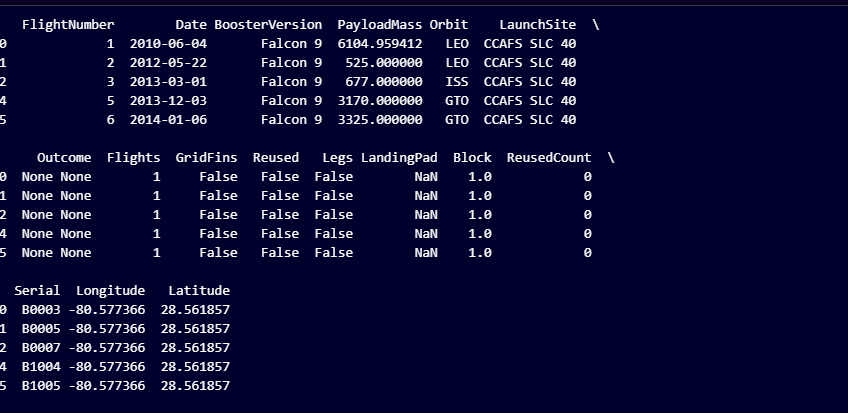 FlightNumber Date BoosterVersion PayloadMass Orbit LaunchSite \
0 1 2010-06-04 Falcon 9 6104.959412 LEO CCAFS SLC 40
1 2 2012-05-22 Falcon 9 525.000000 LEO CCAFS SLC 40
2 3 2013-03-01 Falcon 9 677.000000 ISS CCAFS SLC 40
4 5 2013-12-03 Falcon 9 3170.000000 GTO CCAFS SLC 40
5 6 2014-01-06 Falcon 9 3325.000000 GTO CCAFS SLC 40
Outcome Flights GridFins Reused Legs LandingPad Block ReusedCount \
0 None None 1 False False False NaN 1.0 0
1 None None 1 False False False NaN 1.0 0
2 None None 1 False False False NaN 1.0 0
4 None None 1 False False False NaN 1.0 0
5 None None 1 False False False NaN 1.0 0
Serial Longitude Latitude
0 B0003 -80.577366 28.561857
1 B0005 -80.577366 28.561857
2 B0007 -80.577366 28.561857
4 B1004 -80.577366 28.561857
5 B1005 -80.577366 28.561857